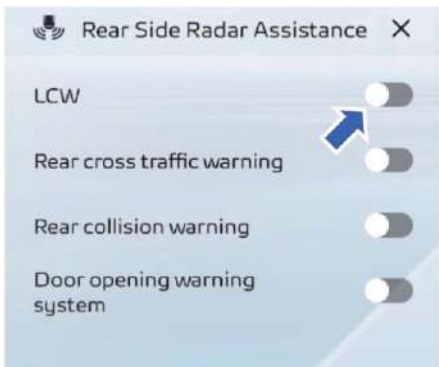 Rear Side Radar Assistance
LCW
Rear cross traffic warning
Rear collision warning
Door opening warning
system